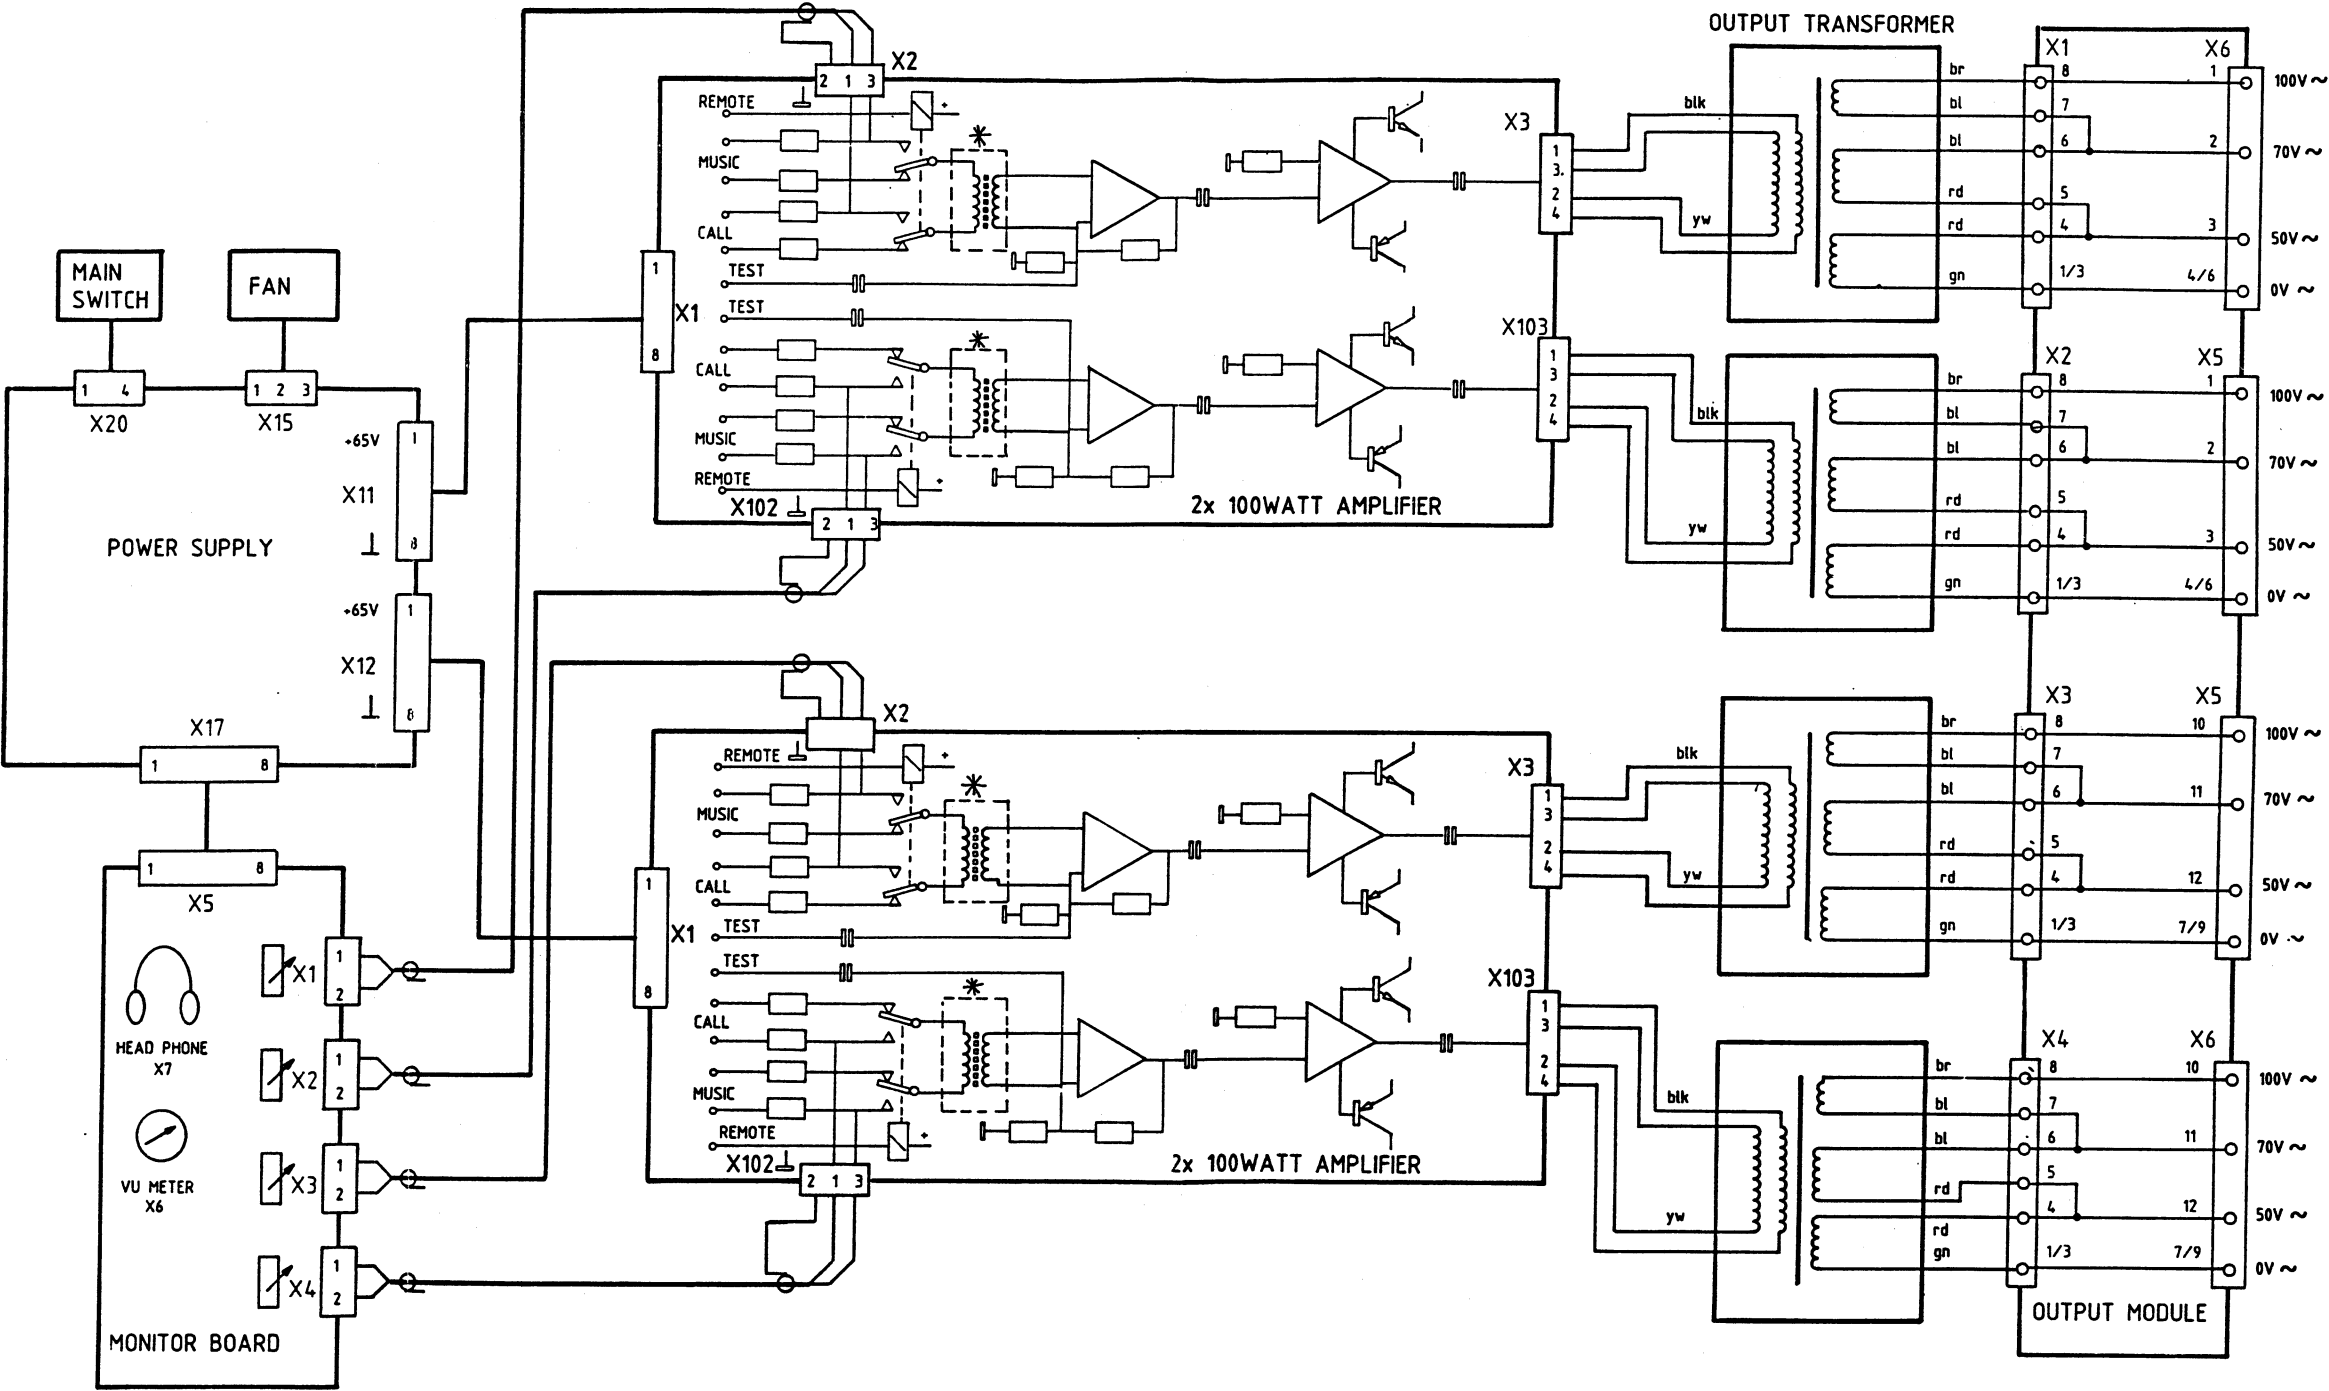 OUTPUT TRANSFORMER
MAIN
SWITCH
FAN
1 4
X20
1 2 3
X15
+65V
1
X11
8
POWER SUPPLY
+65V
1
X12
8
X17
1 8
1 8
X5
HEAD PHONE
X7
VU METER
X6
X1
1
2
X2
1
2
X3
1
2
X4
1
2
MONITOR BOARD
X2
2 1 3
REMOTE
+
MUSIC
*
CALL
TEST
1
X1
8
TEST
CALL
*
MUSIC
REMOTE
+
X102
2 1 3
2x 100WATT AMPLIFIER
X3
1
3.
2
4
X103
1
3
2
4
blk
yw
blk
yw
X2
REMOTE
+
MUSIC
*
CALL
TEST
1
X1
8
TEST
CALL
*
MUSIC
REMOTE
+
X102
2 1 3
2x 100WATT AMPLIFIER
X3
1
3
2
4
X103
1
3
2
4
blk
yw
blk
yw
X1 X6
br 8 1 100V ~
bl 7
bl 6 2 70V ~
rd 5
rd 4 3 50V ~
gn 1/3 4/6 0V ~
X2 X5
br 8 1 100V ~
bl 7
bl 6 2 70V ~
rd 5
rd 4 3 50V ~
gn 1/3 4/6 0V ~
X3 X5
br 8 10 100V ~
bl 7
bl 6 11 70V ~
rd 5
rd 4 12 50V ~
gn 1/3 7/9 0V ~
X4 X6
br 8 10 100V ~
bl 7
bl 6 11 70V ~
rd 5
4 12 50V ~
rd
gn 1/3 7/9 0V ~
OUTPUT MODULE